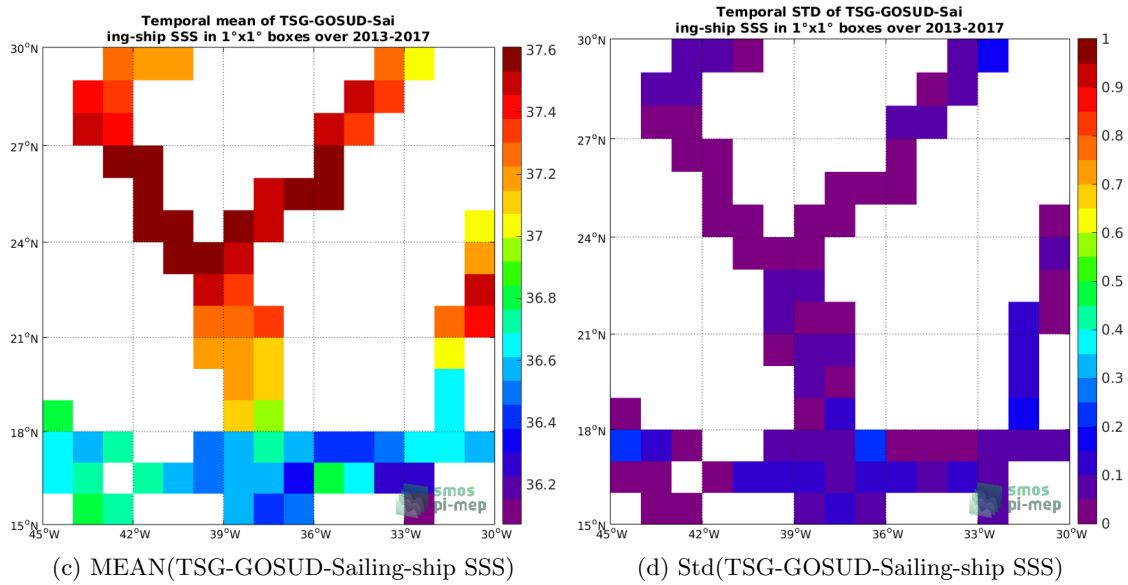 Temporal mean of TSG-GOSUD-Sai
ing-ship SSS in 1°x1° boxes over 2013-2017
30°N
27°N
24°N
21°N
18°N
15°N
45°W
42°W
39°W
36°W
33°W
30°W
37.6
37.4
37.2
37
36.8
36.6
36.4
36.2
smos
pi-mep
(c) MEAN(TSG-GOSUD-Sailing-ship SSS)
Temporal STD of TSG-GOSUD-Sai
ing-ship SSS in 1°x1° boxes over 2013-2017
30°N
27°N
24°N
21°N
18°N
15°N
45°W
42°W
39°W
36°W
33°W
30°W
1
0.9
0.8
0.7
0.6
0.5
0.4
0.3
0.2
0.1
0
smos
pi-mep
(d) Std(TSG-GOSUD-Sailing-ship SSS)